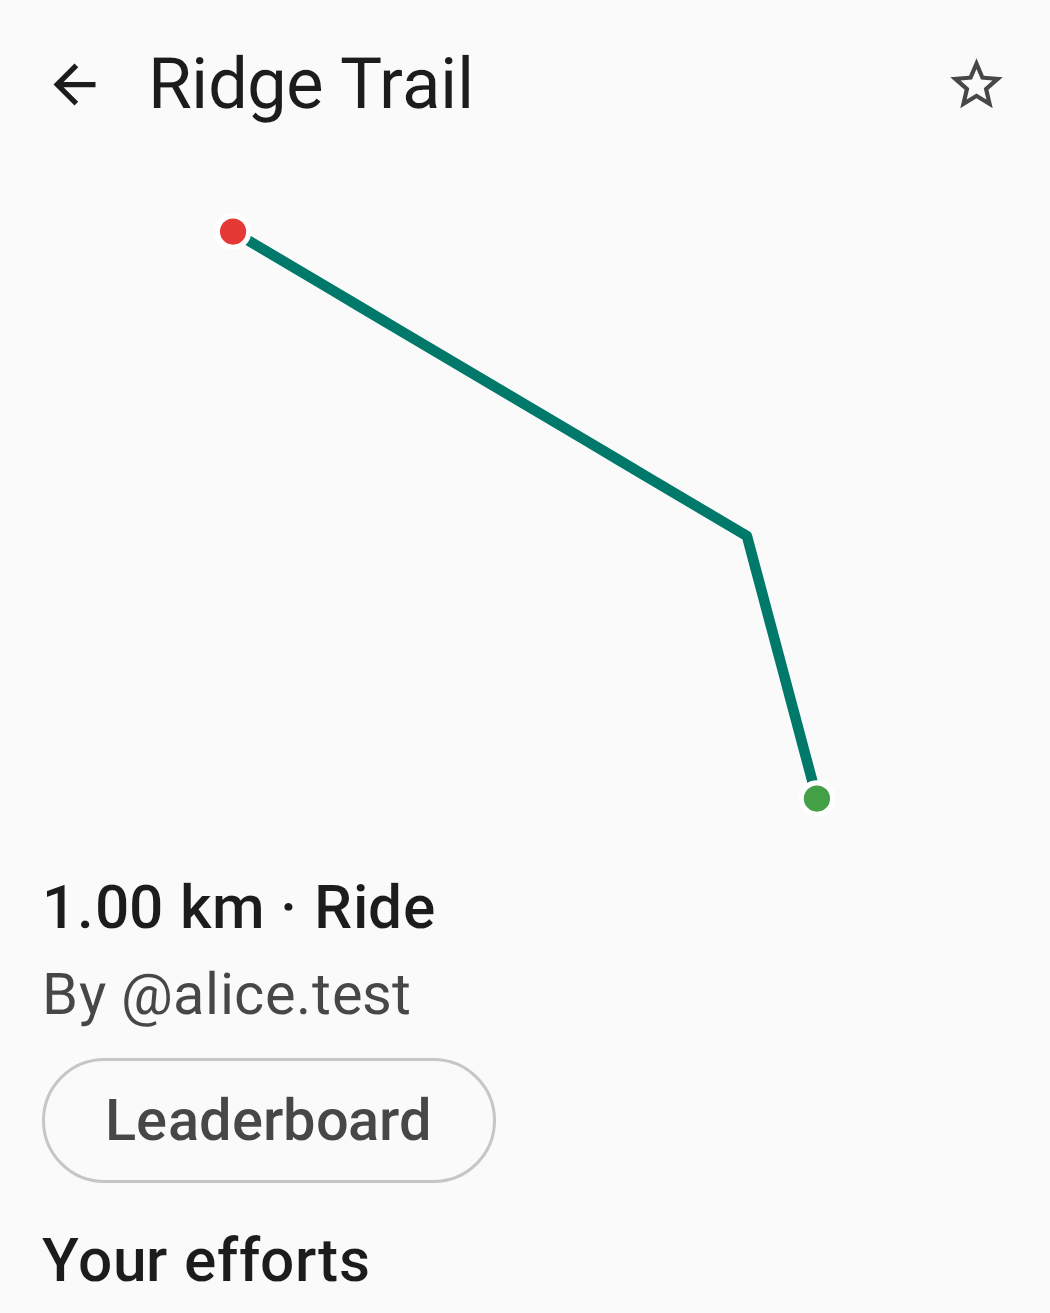 Ridge Trail
1.00 km · Ride
By @alice.test
Leaderboard
Your efforts